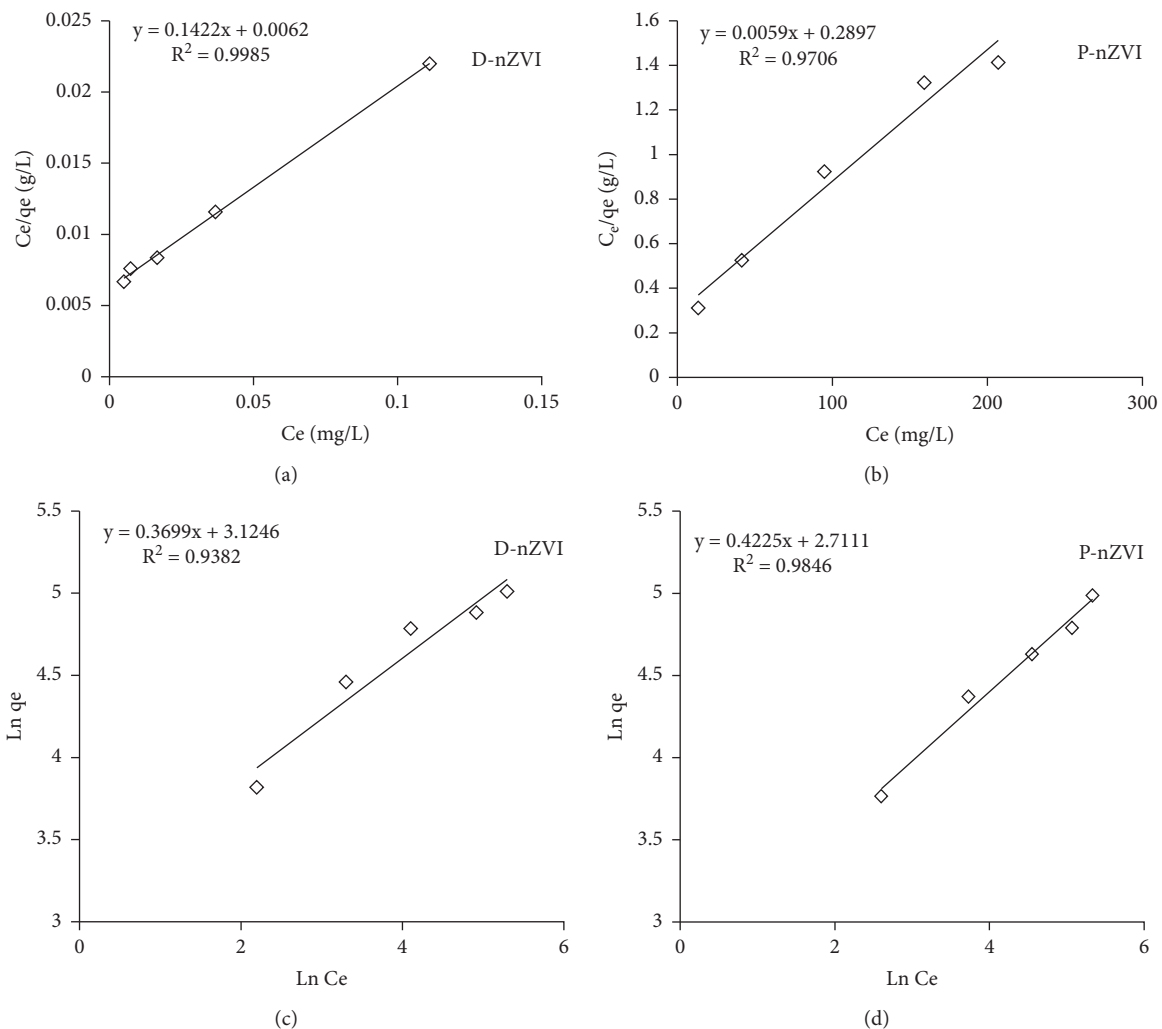 y = 0.1422x + 0.0062
R² = 0.9985
D-nZVI
0.025
0.02
0.015
0.01
0.005
0
Ce/qe (g/L)
0 0.05 0.1 0.15
Ce (mg/L)
(a)
y = 0.0059x + 0.2897
R² = 0.9706
P-nZVI
1.6
1.4
1.2
1
0.8
0.6
0.4
0.2
0
Cₑ/qe (g/L)
0 100 200 300
Ce (mg/L)
(b)
y = 0.3699x + 3.1246
R² = 0.9382
D-nZVI
5.5
5
4.5
4
3.5
3
Ln qe
0 2 4 6
Ln Ce
(c)
y = 0.4225x + 2.7111
R² = 0.9846
P-nZVI
5.5
5
4.5
4
3.5
3
Ln qe
0 2 4 6
Ln Ce
(d)